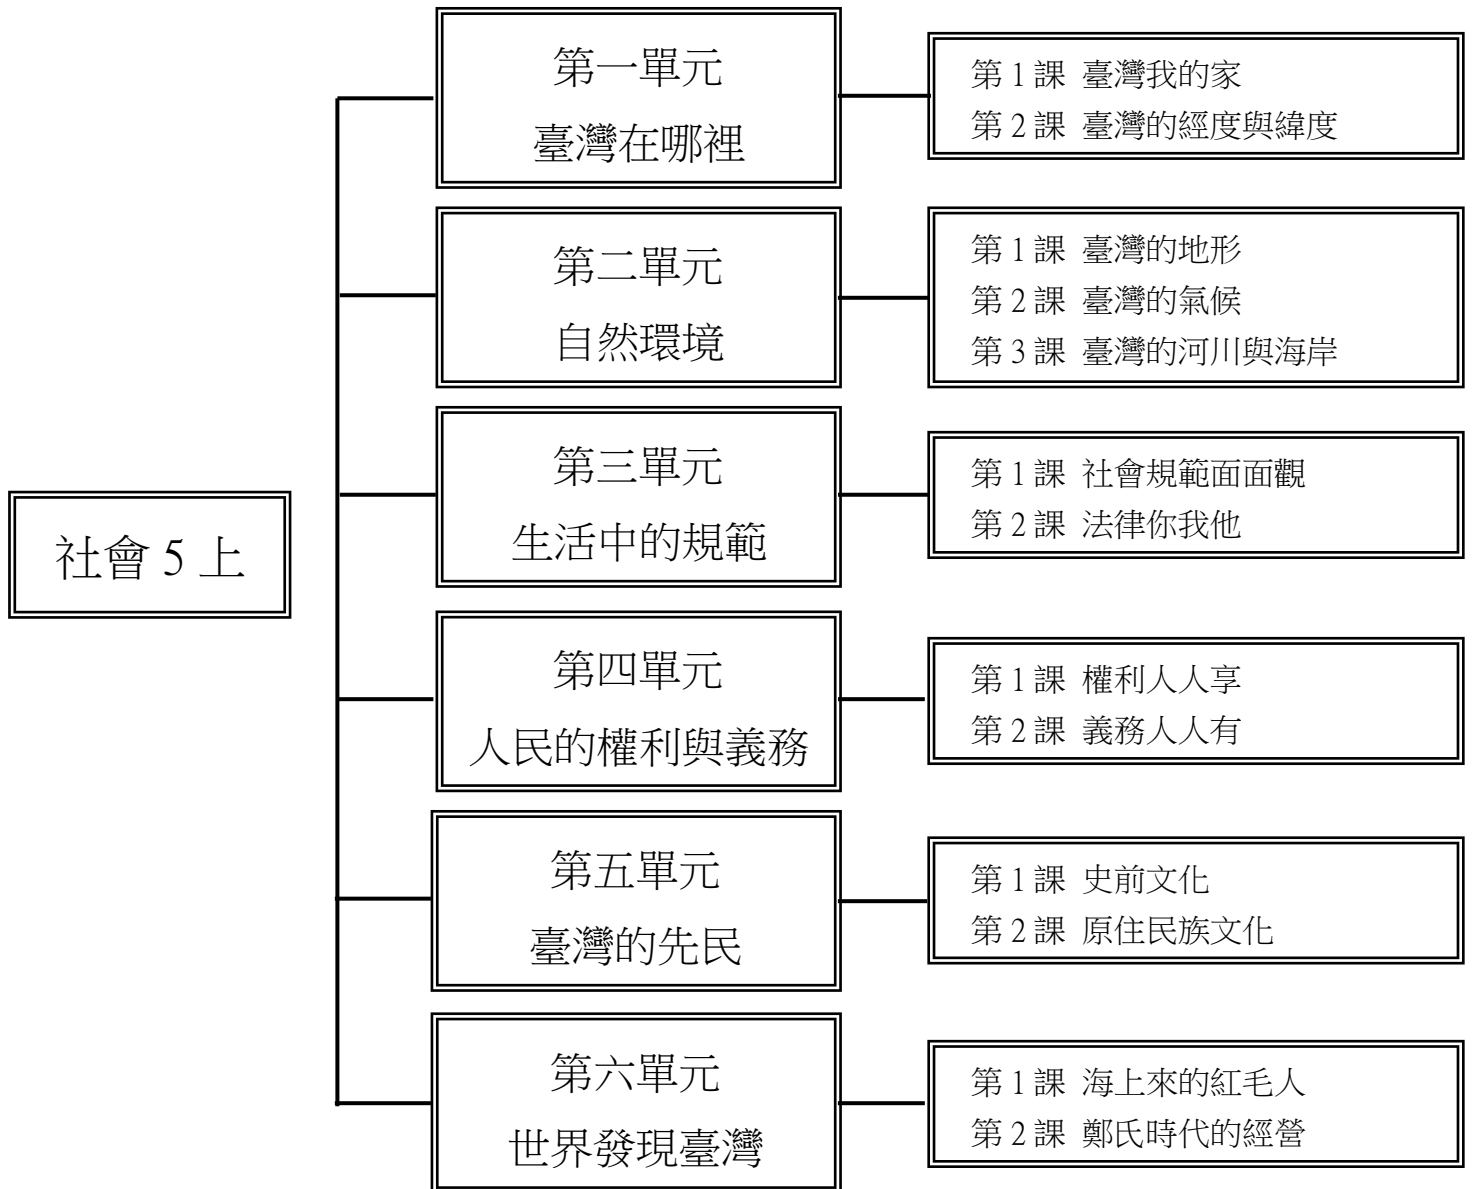 社會 5 上
第一單元
臺灣在哪裡
第 1 課 臺灣我的家
第 2 課 臺灣的經度與緯度
第二單元
自然環境
第 1 課 臺灣的地形
第 2 課 臺灣的氣候
第 3 課 臺灣的河川與海岸
第三單元
生活中的規範
第 1 課 社會規範面面觀
第 2 課 法律你我他
第四單元
人民的權利與義務
第 1 課 權利人人享
第 2 課 義務人人有
第五單元
臺灣的先民
第 1 課 史前文化
第 2 課 原住民族文化
第六單元
世界發現臺灣
第 1 課 海上來的紅毛人
第 2 課 鄭氏時代的經營